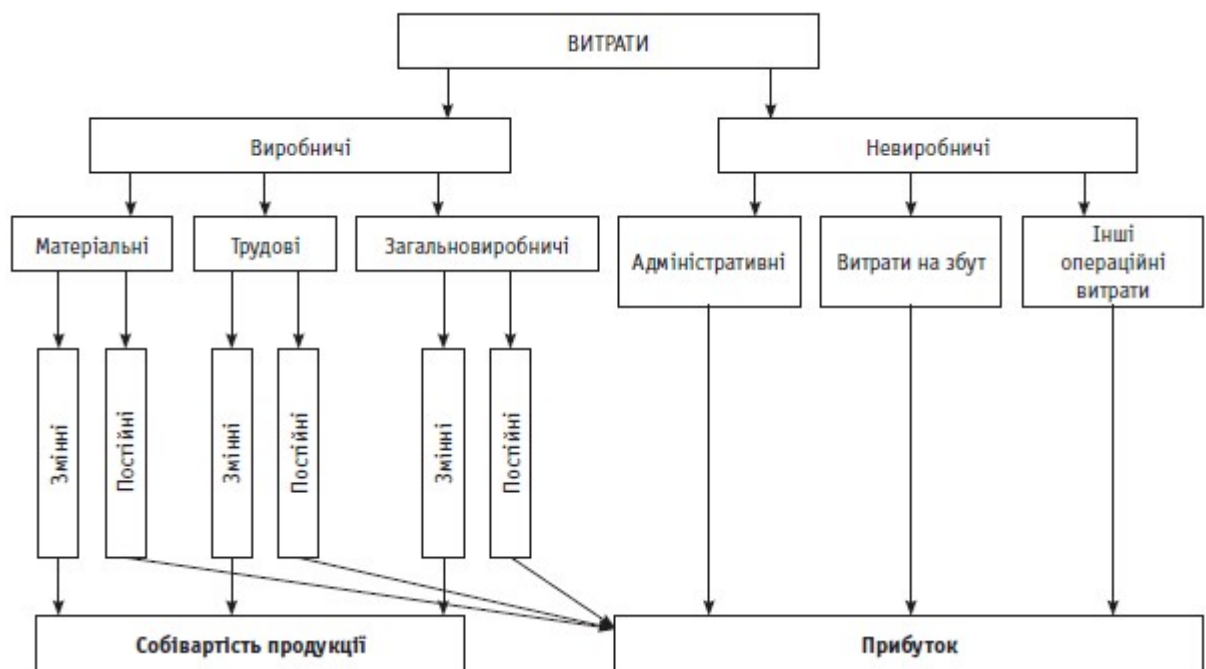 ВИТРАТИ
Виробничі
Невиробничі
Матеріальні
Трудові
Загальновиробничі
Адміністративні
Витрати на збут
Інші
операційні
витрати
Змінні
Постійні
Змінні
Постійні
Змінні
Постійні
Собівартість продукції
Прибуток